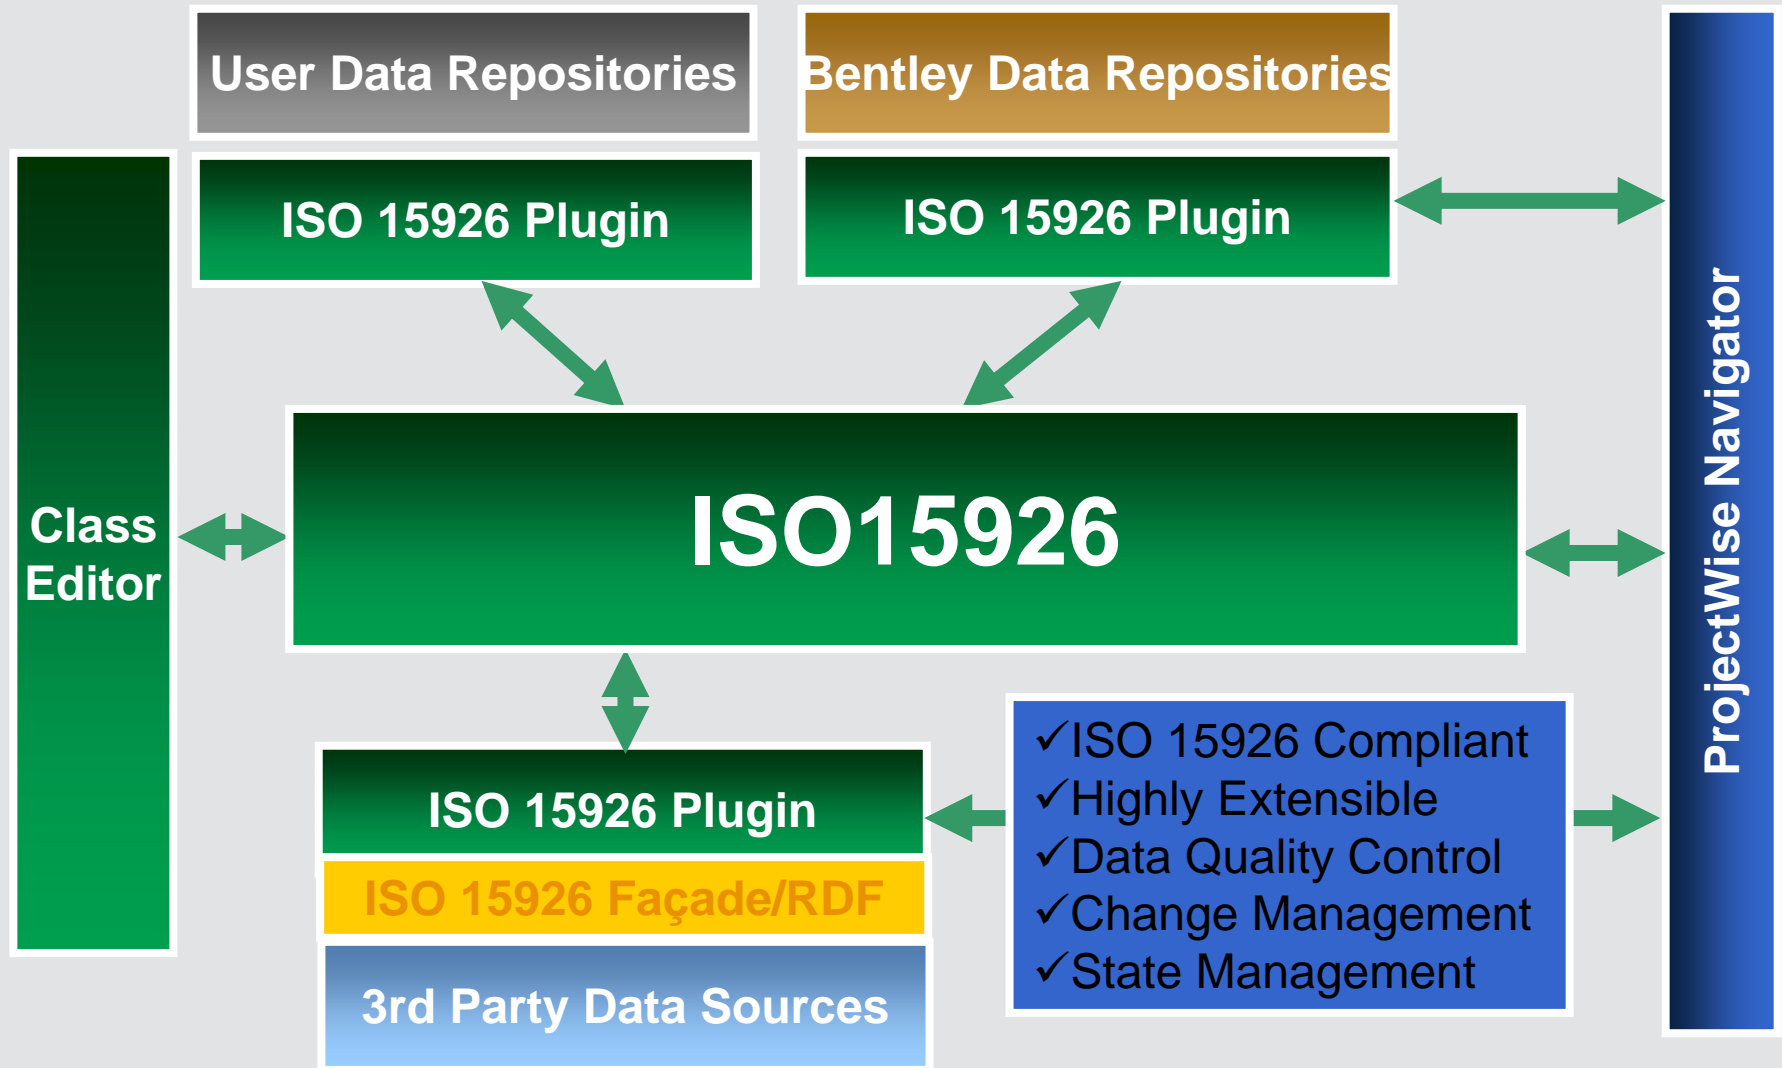 User Data Repositories
Bentley Data Repositories
ISO 15926 Plugin
ISO 15926 Plugin
Class
Editor
ISO15926
ProjectWise Navigator
ISO 15926 Plugin
ISO 15926 Façade/RDF
3rd Party Data Sources
✓ISO 15926 Compliant
✓Highly Extensible
✓Data Quality Control
✓Change Management
✓State Management